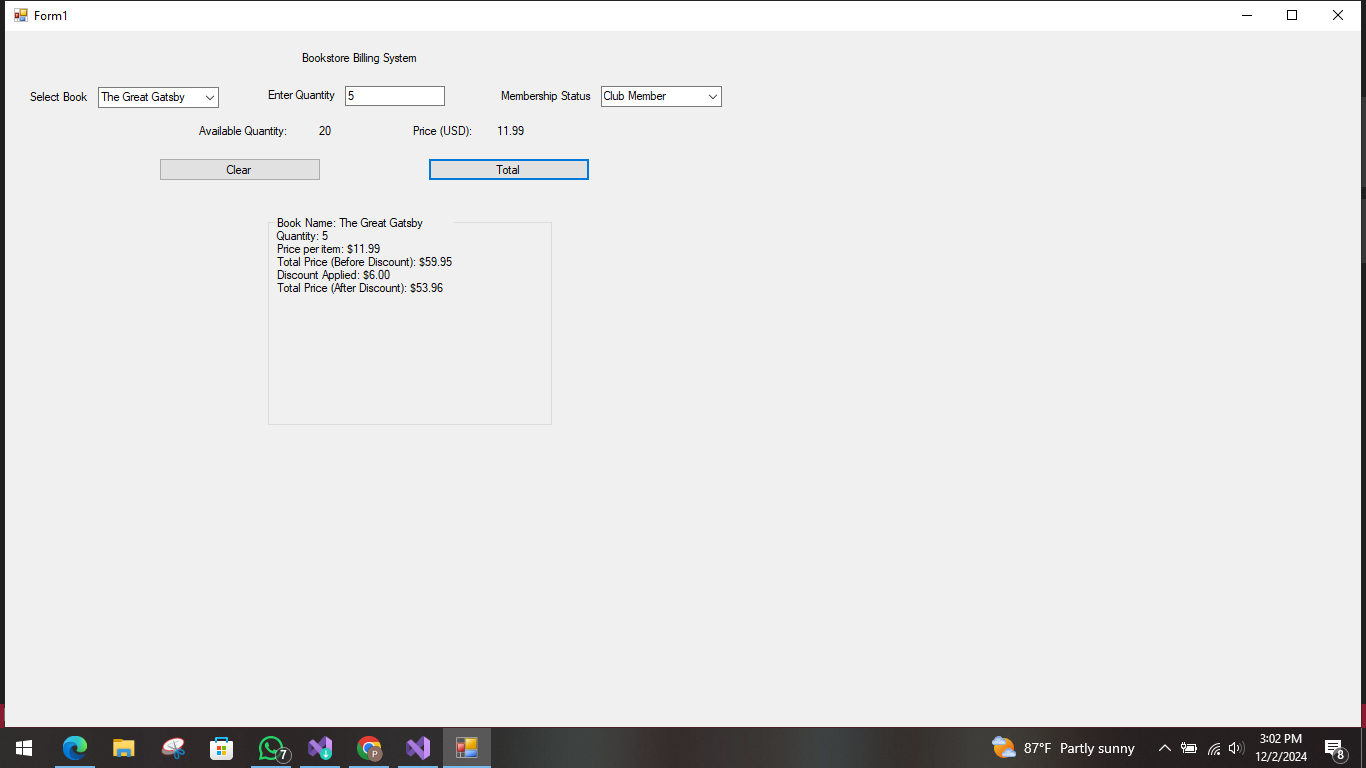 Form1
Bookstore Billing System
Select Book The Great Gatsby Enter Quantity 5 Membership Status Club Member
Available Quantity: 20 Price (USD): 11.99
Clear Total
Book Name: The Great Gatsby
Quantity: 5
Price per item: $11.99
Total Price (Before Discount): $59.95
Discount Applied: $6.00
Total Price (After Discount): $53.96
7 P 87°F Partly sunny 3:02 PM
12/2/2024 8